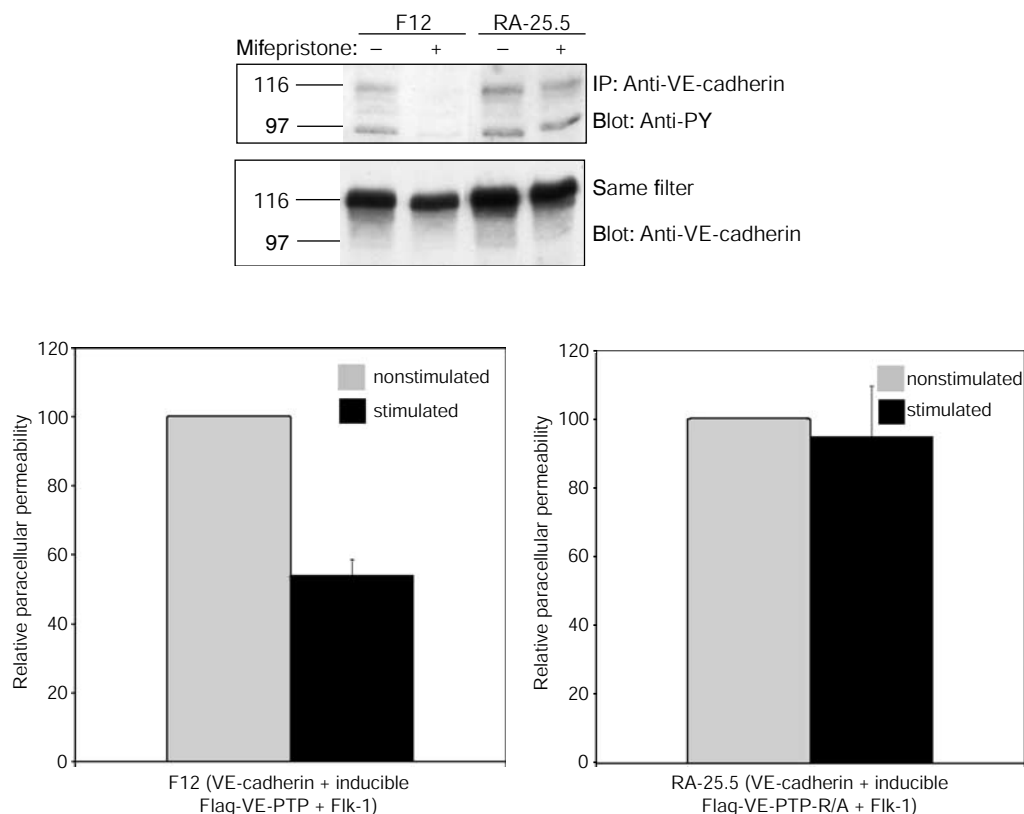 F12 RA-25.5
Mifepristone: – + – +
116
97
IP: Anti-VE-cadherin
Blot: Anti-PY
116
97
Same filter
Blot: Anti-VE-cadherin
Relative paracellular permeability
120
100
80
60
40
20
0
nonstimulated
stimulated
F12 (VE-cadherin + inducible
Flag-VE-PTP + Flk-1)
Relative paracellular permeability
120
100
80
60
40
20
0
nonstimulated
stimulated
RA-25.5 (VE-cadherin + inducible
Flag-VE-PTP-R/A + Flk-1)